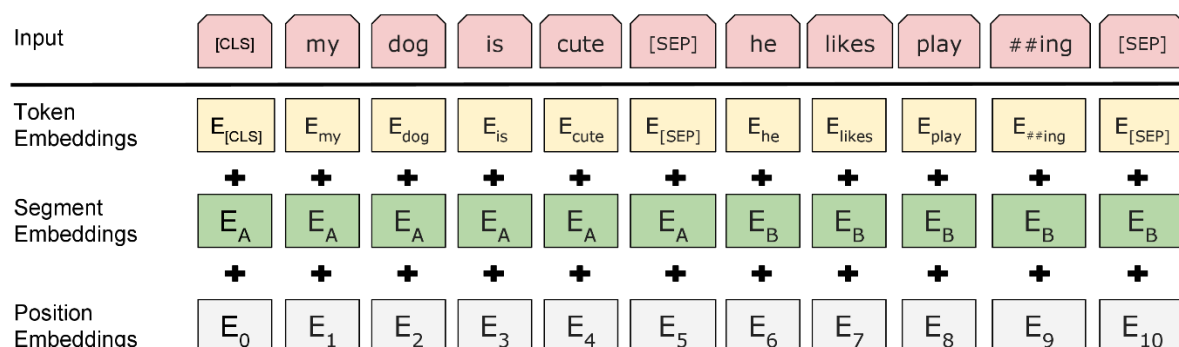 Input [CLS] my dog is cute [SEP] he likes play ##ing [SEP]
Token Embeddings E[CLS] Emy Edog Eis Ecute E[SEP] Ehe Elikes Eplay E##ing E[SEP]
+ + + + + + + + + + +
Segment Embeddings EA EA EA EA EA EA EB EB EB EB EB
+ + + + + + + + + + +
Position Embeddings E0 E1 E2 E3 E4 E5 E6 E7 E8 E9 E10